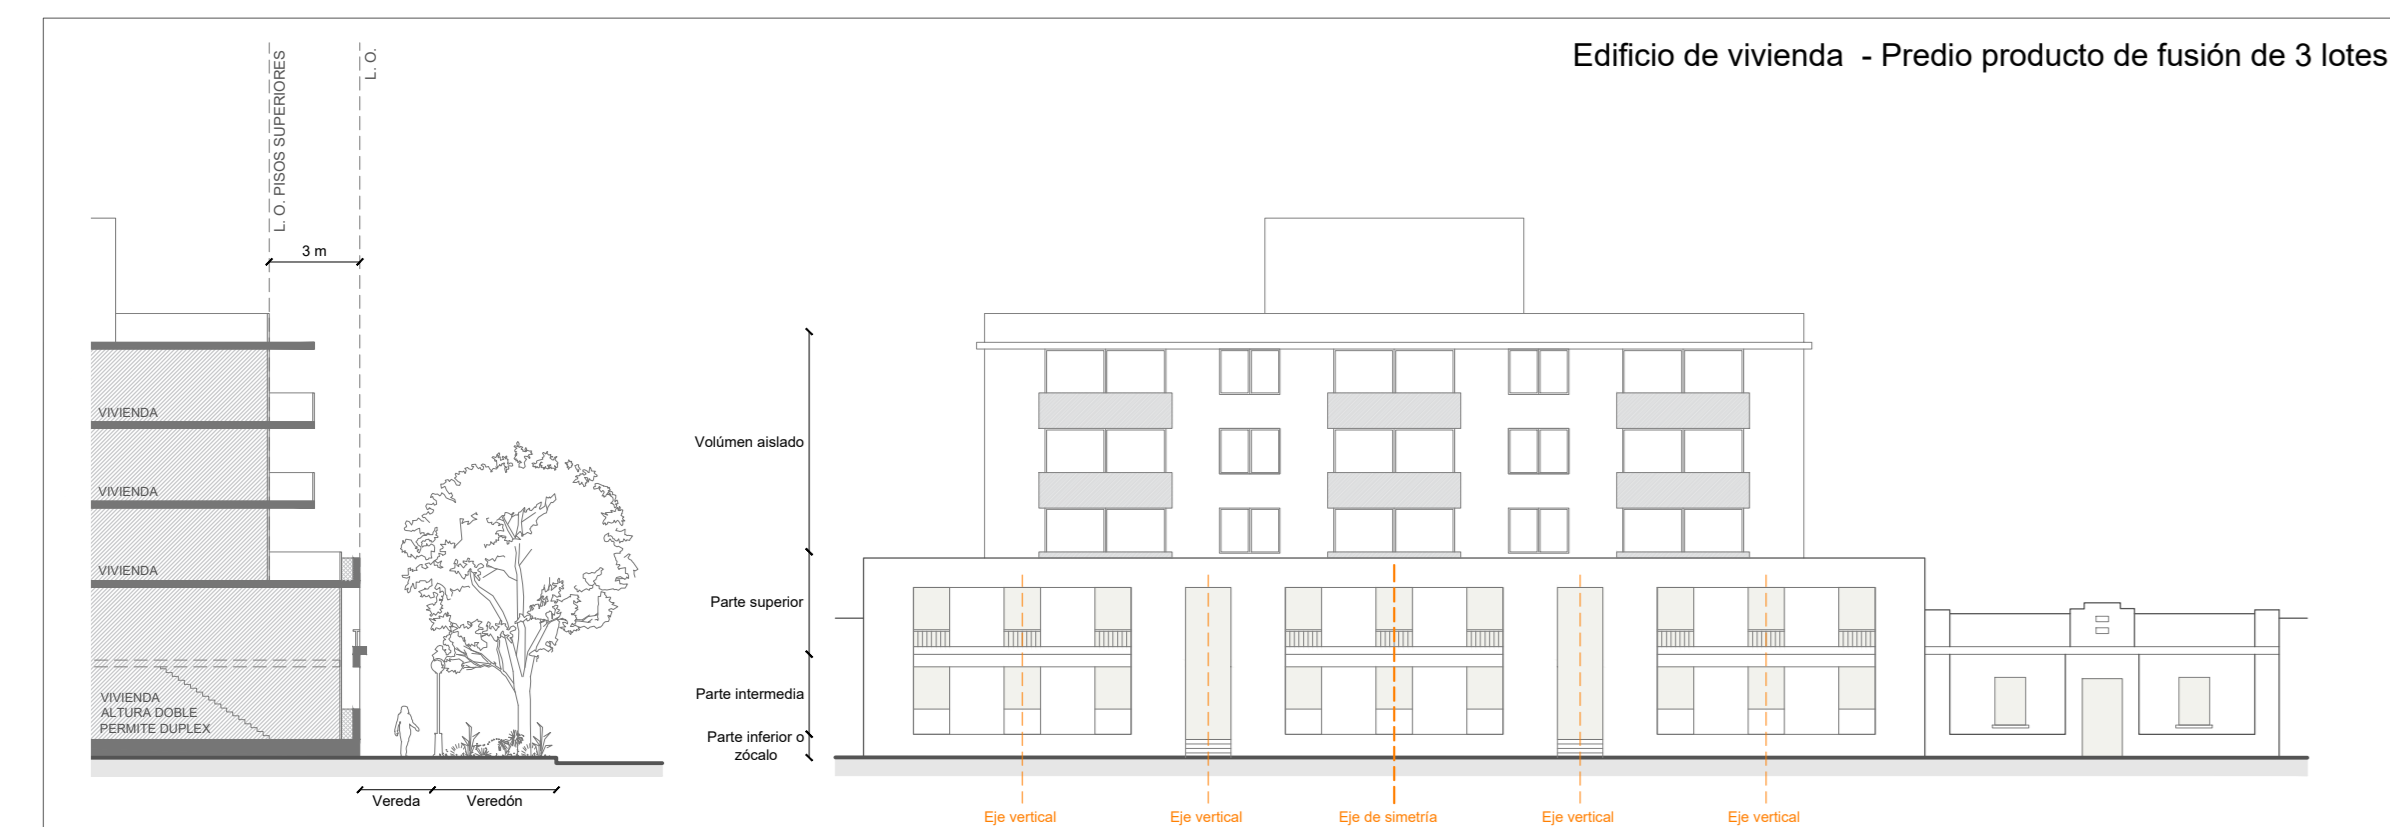 Edificio de vivienda - Predio producto de fusión de 3 lotes
L. O. PISOS SUPERIORES
L. O.
3 m
VIVIENDA
VIVIENDA
VIVIENDA
VIVIENDA
ALTURA DOBLE
PERMITE DUPLEX
Vereda
Veredón
Volúmen aislado
Parte superior
Parte intermedia
Parte inferior o
zócalo
Eje vertical
Eje vertical
Eje de simetría
Eje vertical
Eje vertical